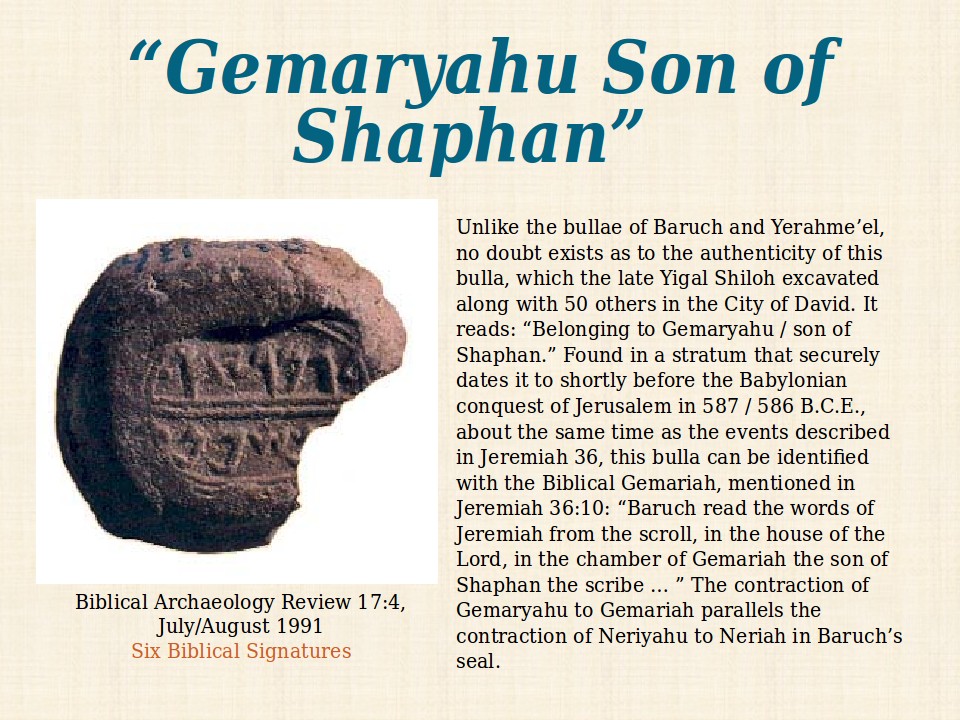 “Gemaryahu Son of
Shaphan”
Unlike the bullae of Baruch and Yerahme’el,
no doubt exists as to the authenticity of this
bulla, which the late Yigal Shiloh excavated
along with 50 others in the City of David. It
reads: “Belonging to Gemaryahu / son of
Shaphan.” Found in a stratum that securely
dates it to shortly before the Babylonian
conquest of Jerusalem in 587 / 586 B.C.E.,
about the same time as the events described
in Jeremiah 36, this bulla can be identified
with the Biblical Gemariah, mentioned in
Jeremiah 36:10: “Baruch read the words of
Jeremiah from the scroll, in the house of the
Lord, in the chamber of Gemariah the son of
Shaphan the scribe ... ” The contraction of
Gemaryahu to Gemariah parallels the
contraction of Neriyahu to Neriah in Baruch’s
seal.
Biblical Archaeology Review 17:4,
July/August 1991
Six Biblical Signatures